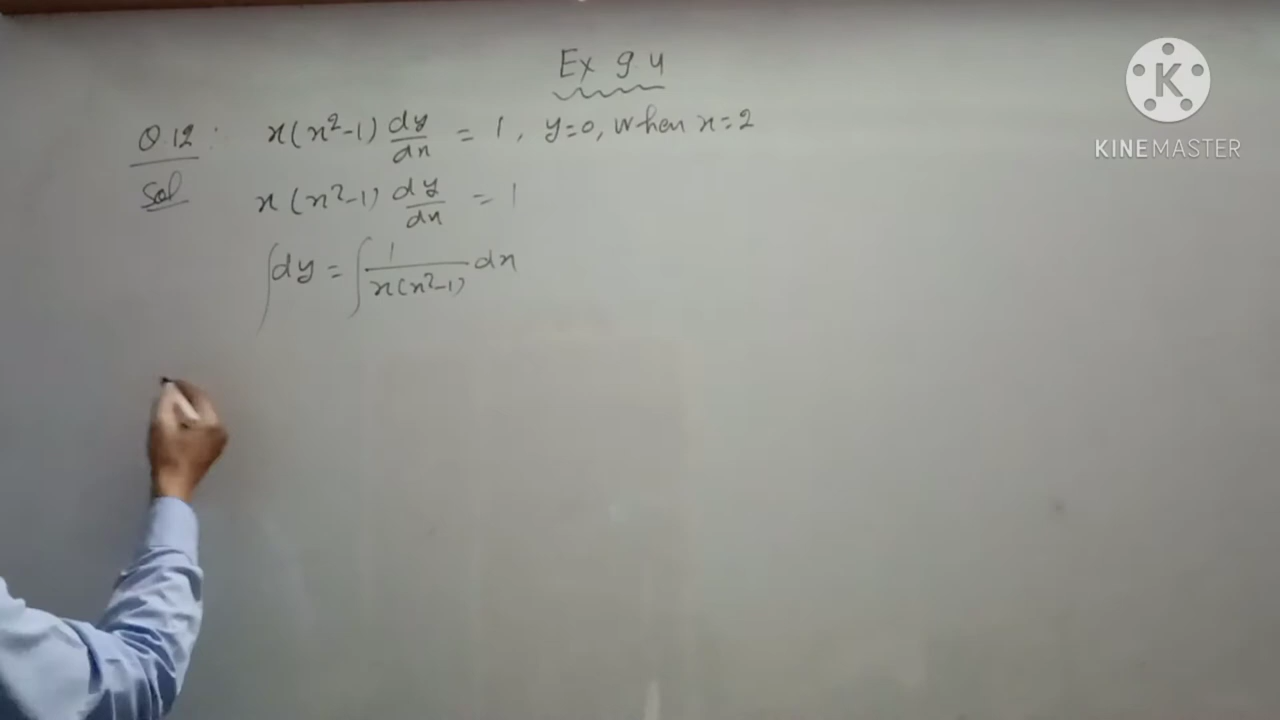 Ex 9.4
Q 12 : x(x²-1) dy/dx = 1, y=0, when x=2
Sol x(x²-1) dy/dx = 1
∫dy = ∫ 1/x(x²-1) dx
K
KINEMASTER